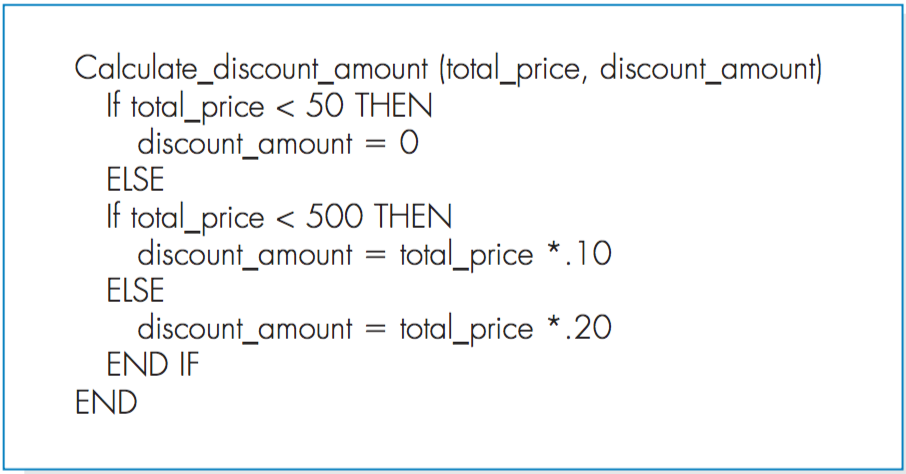 Calculate_discount_amount (total_price, discount_amount)
If total_price < 50 THEN
discount_amount = 0
ELSE
If total_price < 500 THEN
discount_amount = total_price *.10
ELSE
discount_amount = total_price *.20
END IF
END